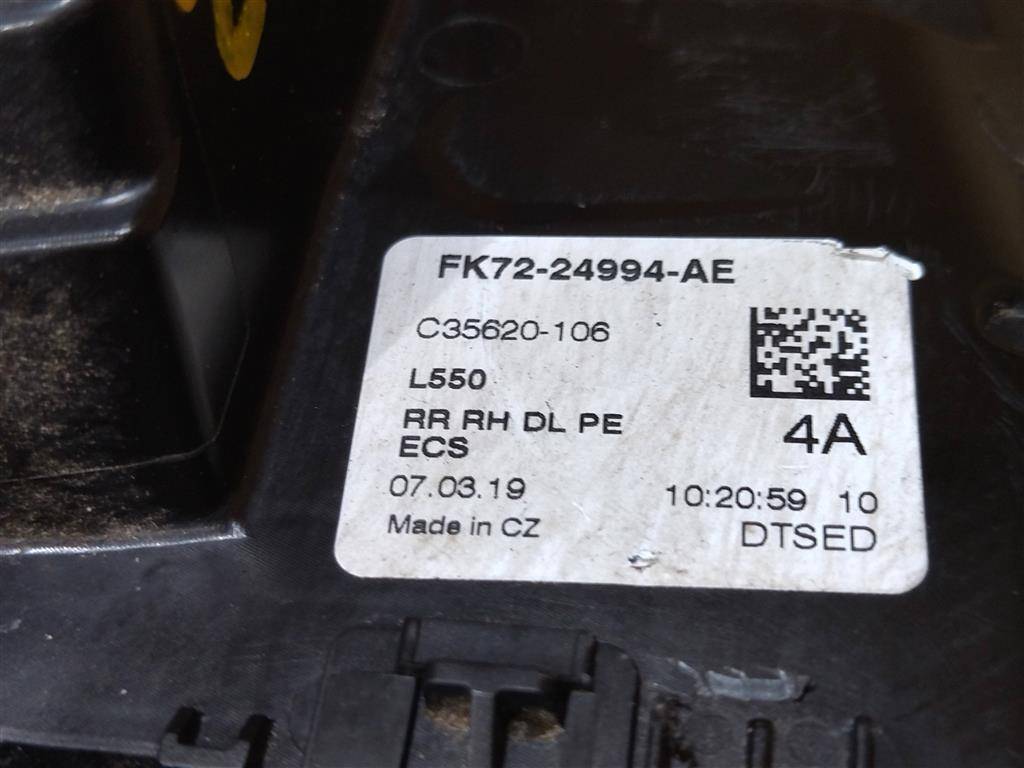 FK72-24994-AE
C35620-106
L550
RR RH DL PE
ECS
4A
07.03.19
10:20:59 10
Made in CZ
DTSED